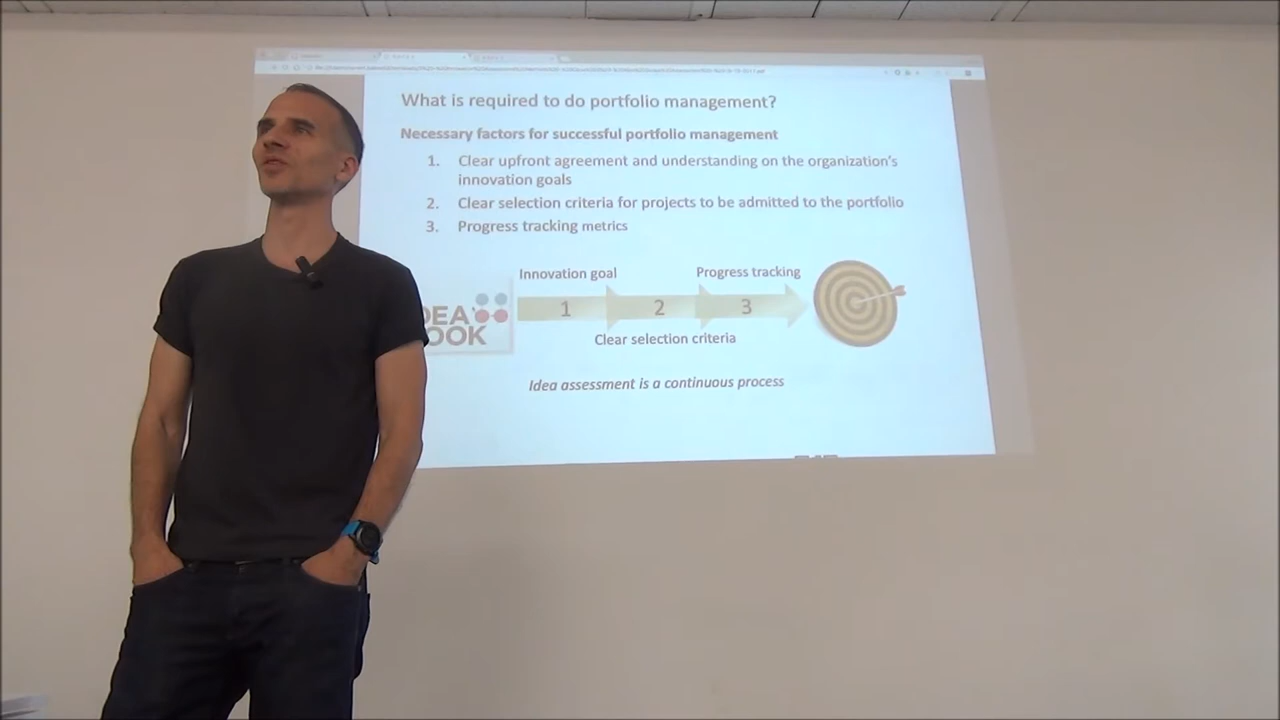 What is required to do portfolio management?
Necessary factors for successful portfolio management
1. Clear upfront agreement and understanding on the organization's
innovation goals
2. Clear selection criteria for projects to be admitted to the portfolio
3. Progress tracking metrics
Innovation goal
Progress tracking
DEA
OOK
1
2
3
Clear selection criteria
Idea assessment is a continuous process